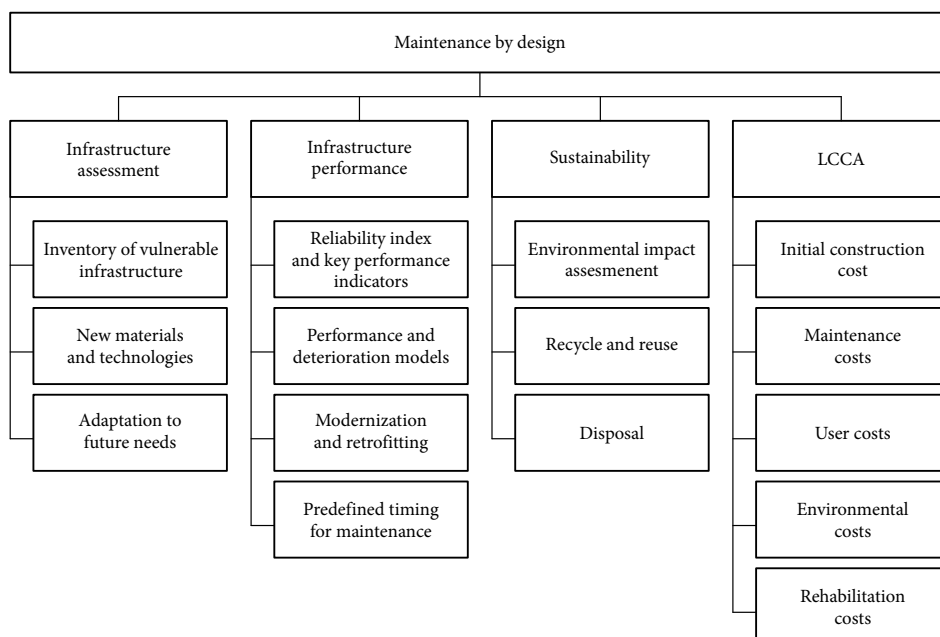 Maintenance by design
Infrastructure
assessment
Inventory of vulnerable
infrastructure
New materials
and technologies
Adaptation to
future needs
Infrastructure
performance
Reliability index
and key performance
indicators
Performance and
deterioration models
Modernization
and retrofitting
Predefined timing
for maintenance
Sustainability
Environmental impact
assesmenent
Recycle and reuse
Disposal
LCCA
Initial construction
cost
Maintenance
costs
User costs
Environmental
costs
Rehabilitation
costs